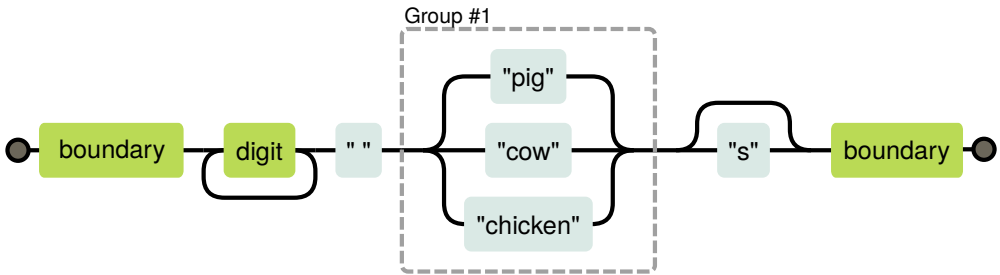 Group #1
"pig"
boundary digit " " "cow" "s" boundary
"chicken"